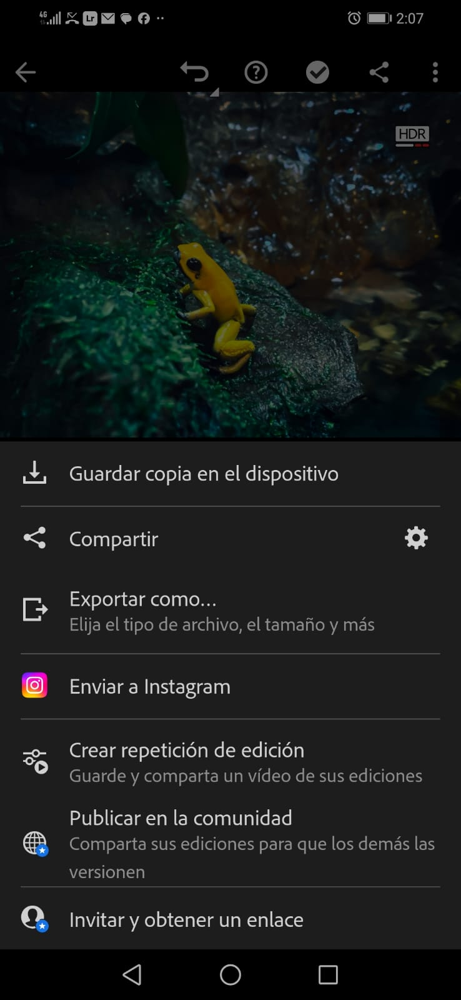 4G Lr 2:07
HDR
Guardar copia en el dispositivo
Compartir
Exportar como...
Elija el tipo de archivo, el tamaño y más
Enviar a Instagram
Crear repetición de edición
Guarde y comparta un vídeo de sus ediciones
Publicar en la comunidad
Comparta sus ediciones para que los demás las
versionen
Invitar y obtener un enlace